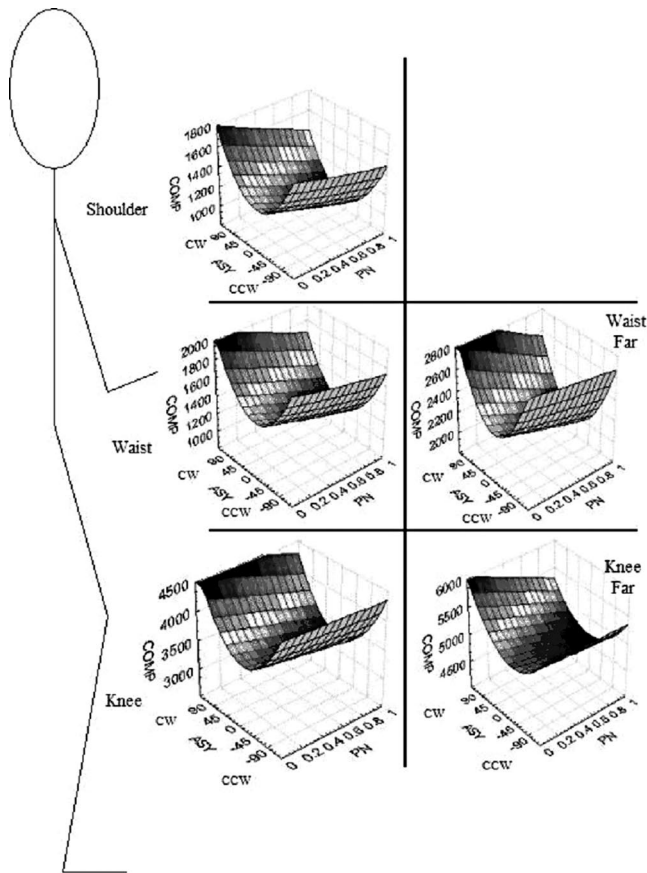 Shoulder
1800
1600
1400
1200
1000
COMP
CW
90
45
0
-45
-90
ASY
CCW
0 0.2 0.4 0.6 0.8 1
PN
Waist
2000
1800
1600
1400
1200
1000
COMP
CW
90
45
0
-45
-90
ASY
CCW
0 0.2 0.4 0.6 0.8 1
PN
Waist
Far
2800
2600
2400
2200
2000
COMP
CW
90
45
0
-45
-90
ASY
CCW
0 0.2 0.4 0.6 0.8 1
PN
Knee
4500
4000
3500
3000
COMP
CW
90
45
0
-45
-90
ASY
CCW
0 0.2 0.4 0.6 0.8 1
PN
Knee
Far
6000
5500
5000
4500
COMP
CW
90
45
0
-45
-90
ASY
CCW
0 0.2 0.4 0.6 0.8 1
PN